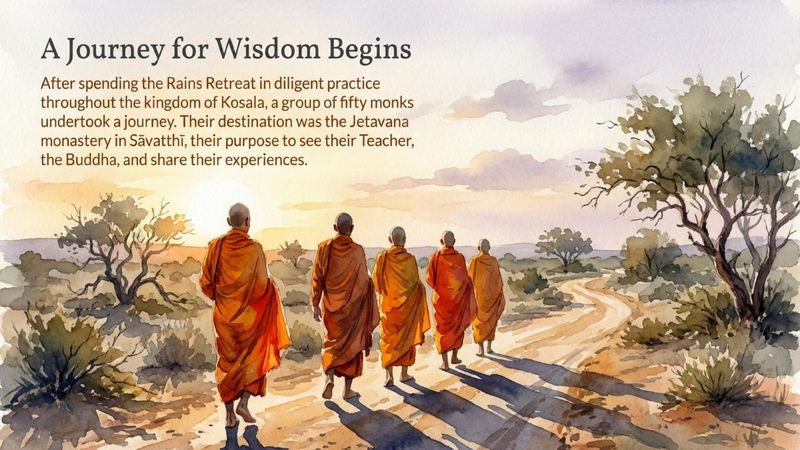 A Journey for Wisdom Begins
After spending the Rains Retreat in diligent practice
throughout the kingdom of Kosala, a group of fifty monks
undertook a journey. Their destination was the Jetavana
monastery in Sāvatthī, their purpose to see their Teacher,
the Buddha, and share their experiences.